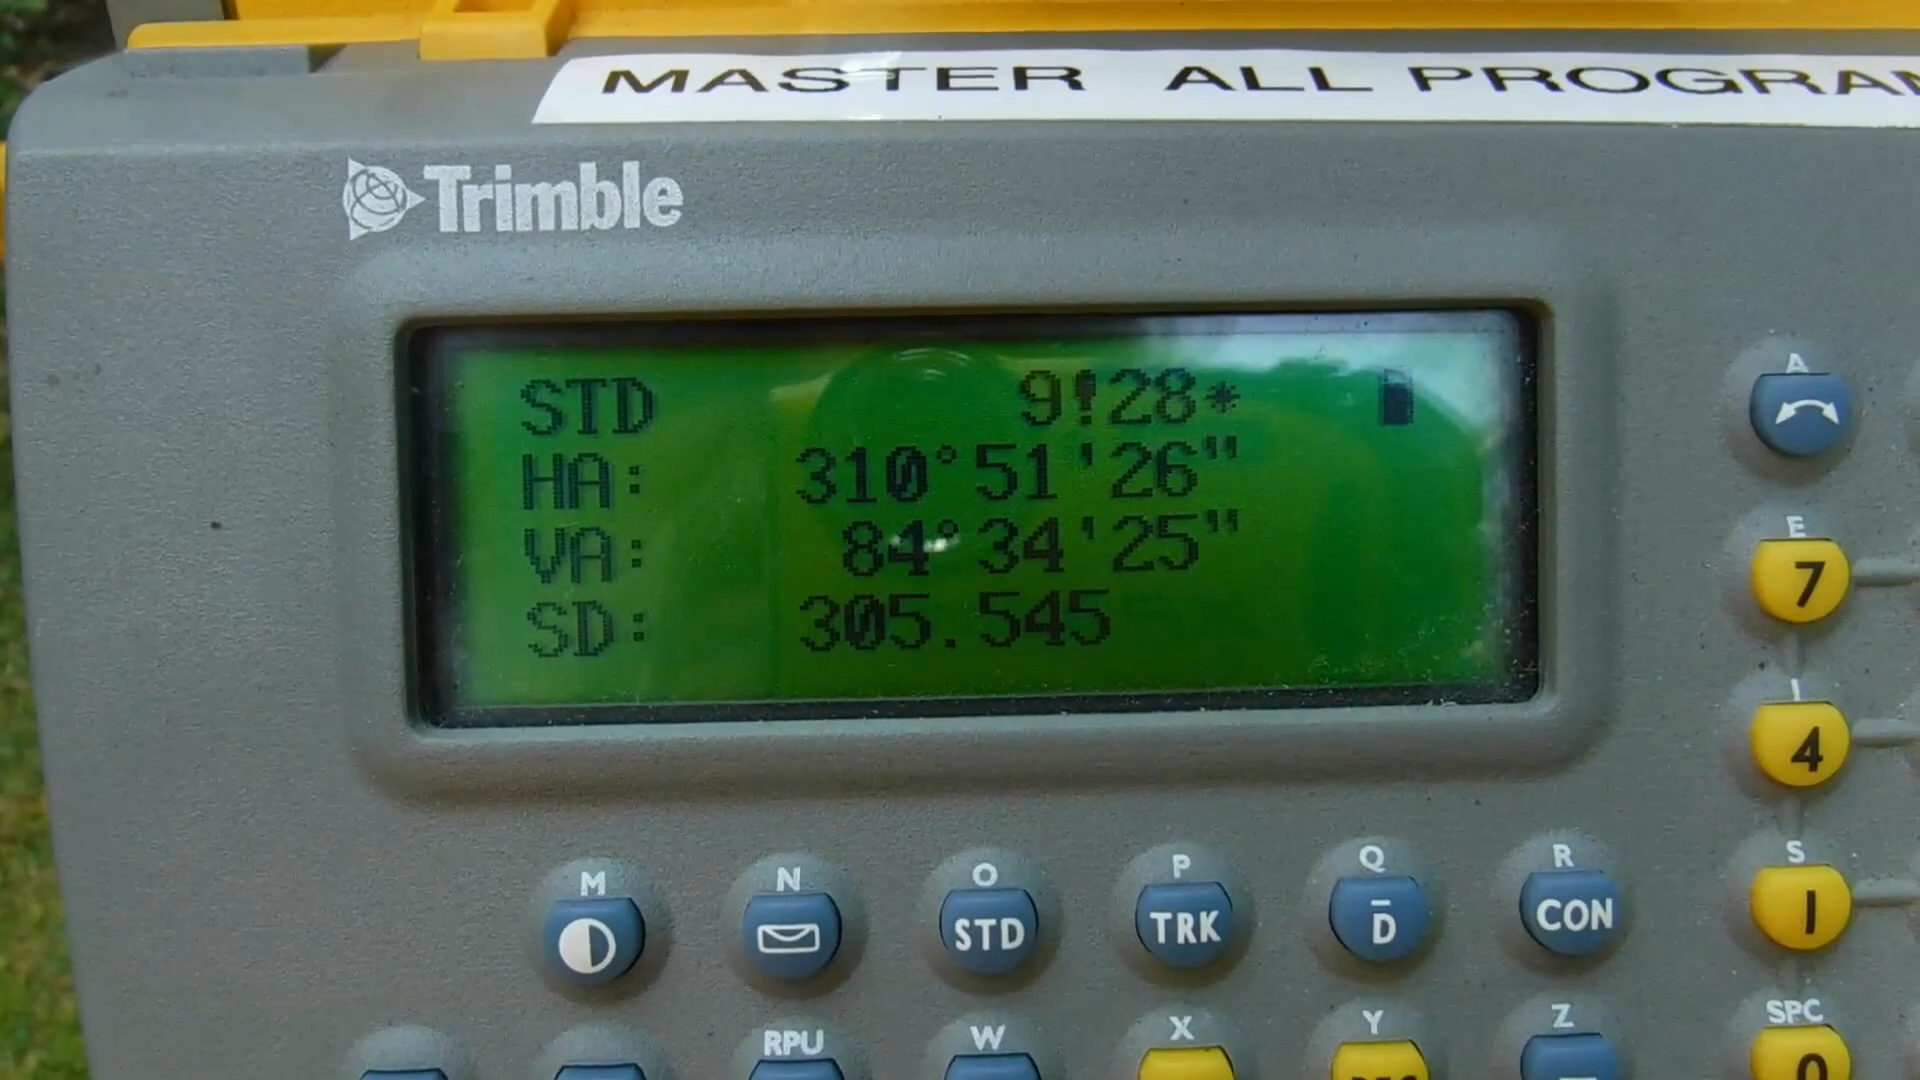 MASTER ALL PROGRAM
Trimble
STD 9!28*
HA: 310°51'26"
VA: 84°34'25"
SD: 305.545
A
E
7
I
4
M N O P Q R S
STD TRK D CON 1
RPU W X Y Z SPC
0